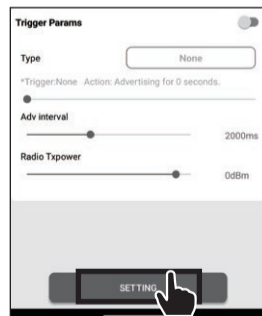 Trigger Params
Type None
*Trigger:None Action: Advertising for 0 seconds.
Adv interval
2000ms
Radio Txpower
0dBm
SETTING